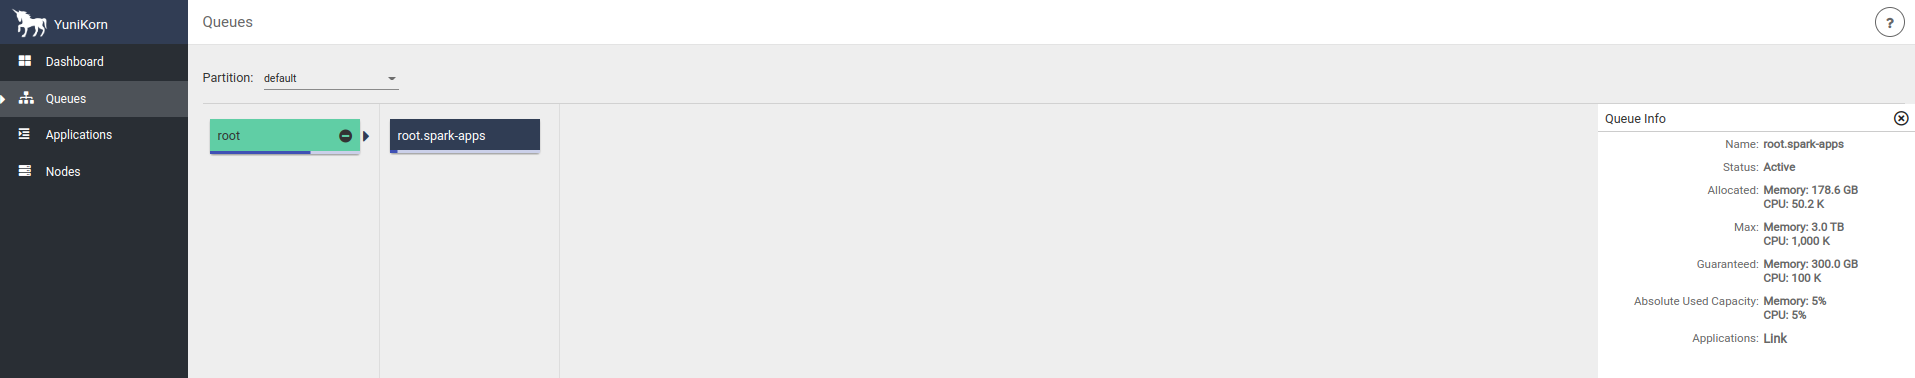 YuniKorn
Dashboard
Queues
Applications
Nodes
Queues
?
Partition: default
root
root.spark-apps
Queue Info
Name: root.spark-apps
Status: Active
Allocated: Memory: 178.6 GB
CPU: 50.2 K
Max: Memory: 3.0 TB
CPU: 1,000 K
Guaranteed: Memory: 300.0 GB
CPU: 100 K
Absolute Used Capacity: Memory: 5%
CPU: 5%
Applications: Link